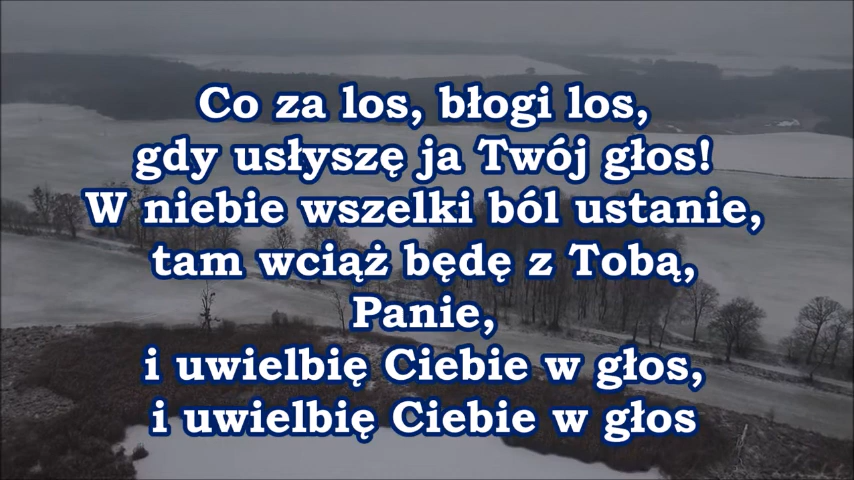 Co za los, błogi los,
gdy usłyszę ja Twój głos!
W niebie wszelki ból ustanie,
tam wciąż będę z Tobą,
Panie,
i uwielbię Ciebie w głos,
i uwielbię Ciebie w głos